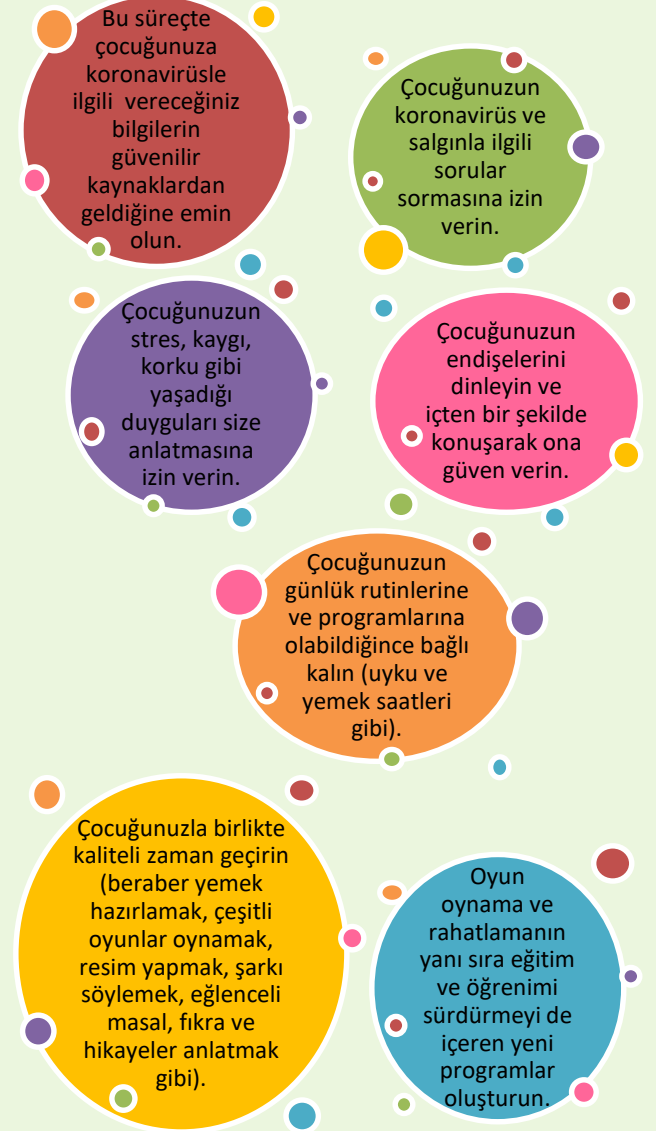 Bu süreçte
çocuğunuza
koronavirüsle
ilgili vereceğiniz
bilgilerin
güvenilir
kaynaklardan
geldiğine emin
olun.
Çocuğunuzun
koronavirüs ve
salgınla ilgili
sorular
sormasına izin
verin.
Çocuğunuzun
stres, kaygı,
korku gibi
yaşadığı
duyguları size
anlatmasına
izin verin.
Çocuğunuzun
endişelerini
dinleyin ve
içten bir şekilde
konuşarak ona
güven verin.
Çocuğunuzun
günlük rutinlerine
ve programlarına
olabildiğince bağlı
kalın (uyku ve
yemek saatleri
gibi).
Çocuğunuzla birlikte
kaliteli zaman geçirin
(beraber yemek
hazırlamak, çeşitli
oyunlar oynamak,
resim yapmak, şarkı
söylemek, eğlenceli
masal, fıkra ve
hikayeler anlatmak
gibi).
Oyun
oynama ve
rahatlamanın
yanı sıra eğitim
ve öğrenimi
sürdürmeyi de
içeren yeni
programlar
oluşturun.